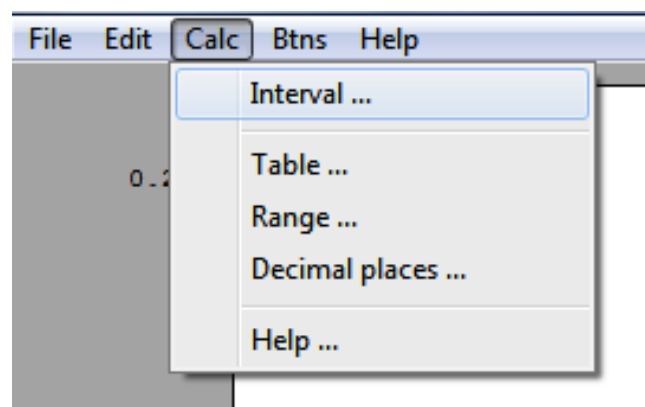 File Edit Calc Btns Help
Interval ...
Table ...
Range ...
Decimal places ...
Help ...